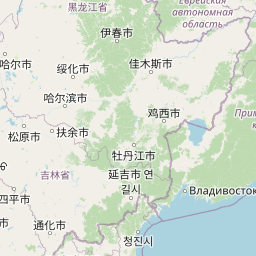 Еврейская
автономная
область
黑龙江省
伊春市
哈尔市
佳木斯市
绥化市
哈尔滨市
鸡西市
松原市
扶余市
牡丹江市
吉林省
延吉市 연
길시
Владивосток
四平市
通化市
청진시